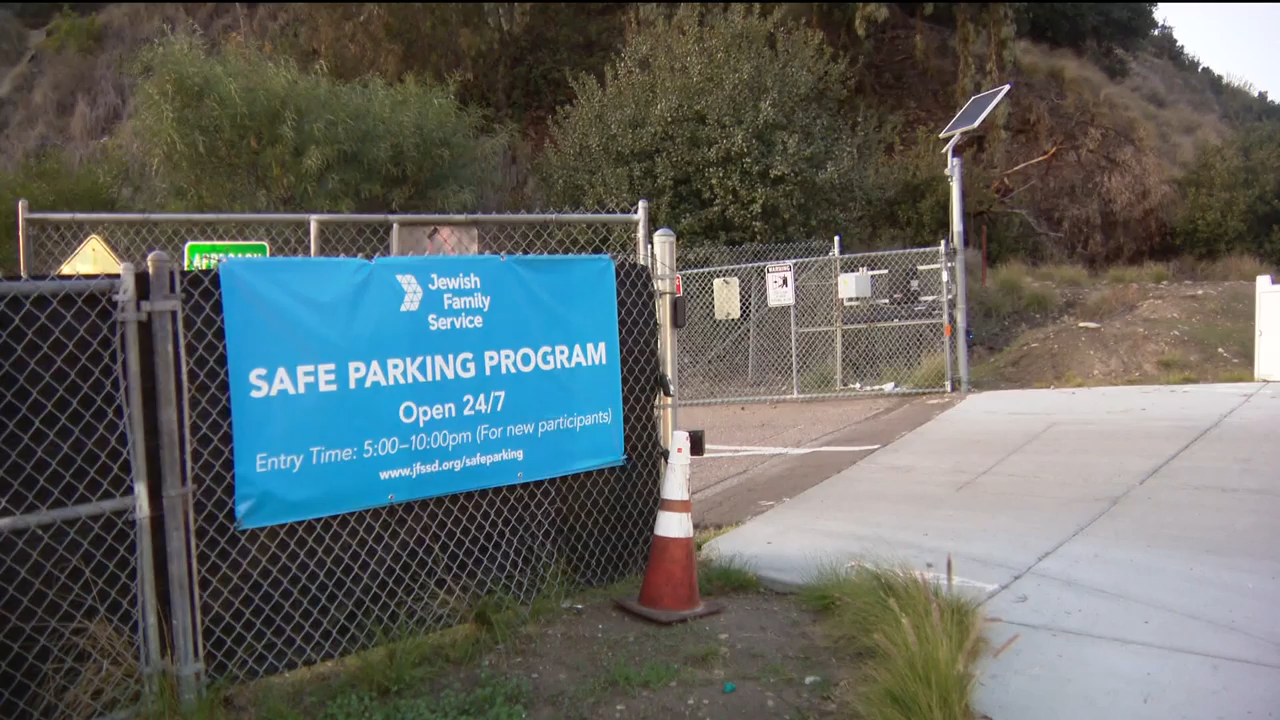 APPROACH
Jewish
Family
Service
SAFE PARKING PROGRAM
Open 24/7
Entry Time: 5:00–10:00pm (For new participants)
www.jfssd.org/safeparking
WARNING